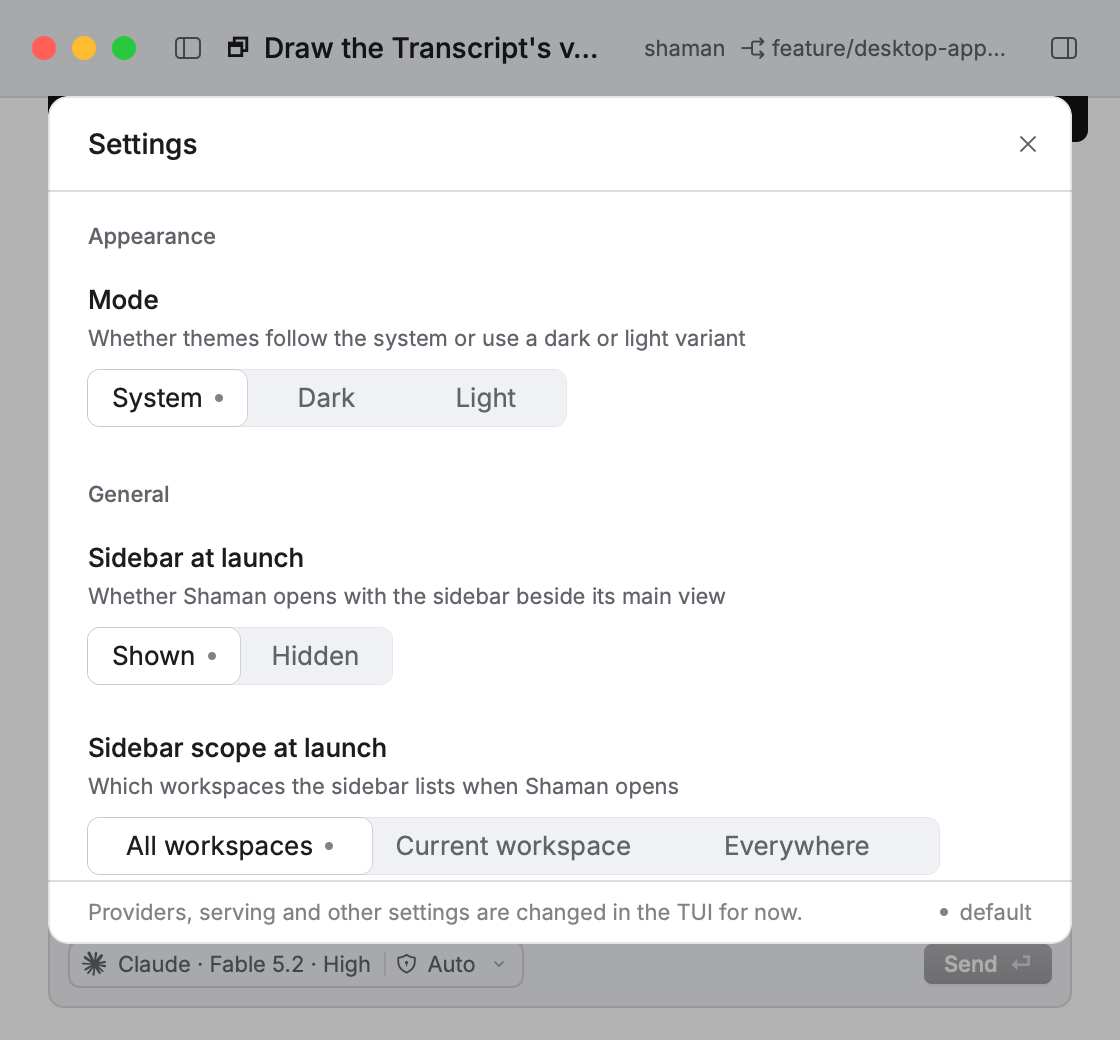 Draw the Transcript's v...
shaman
feature/desktop-app...
Settings
Appearance
Mode
Whether themes follow the system or use a dark or light variant
System • Dark Light
General
Sidebar at launch
Whether Shaman opens with the sidebar beside its main view
Shown • Hidden
Sidebar scope at launch
Which workspaces the sidebar lists when Shaman opens
All workspaces • Current workspace Everywhere
Providers, serving and other settings are changed in the TUI for now. • default
Claude · Fable 5.2 · High Auto Send